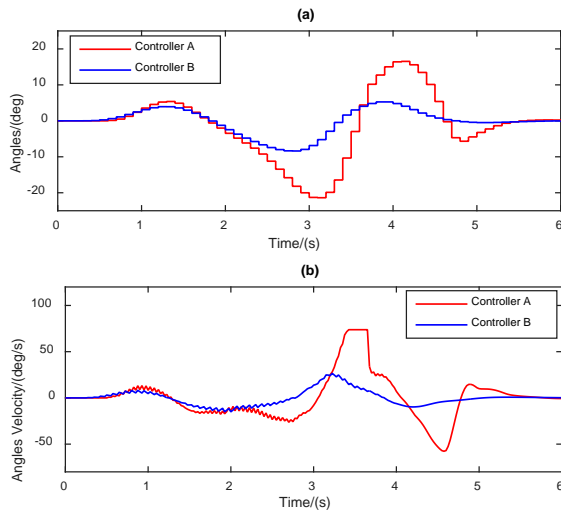 (a)
Controller A
Controller B
20
10
0
-10
-20
Angles/(deg)
0 1 2 3 4 5 6
Time/(s)
(b)
100
50
0
-50
Angles Velocity/(deg/s)
Controller A
Controller B
0 1 2 3 4 5 6
Time/(s)